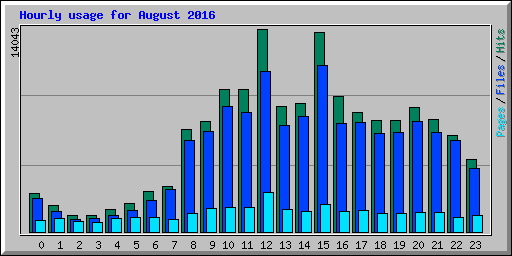 Hourly usage for August 2016
14043
Pages/Files/Hits
0 1 2 3 4 5 6 7 8 9 10 11 12 13 14 15 16 17 18 19 20 21 22 23